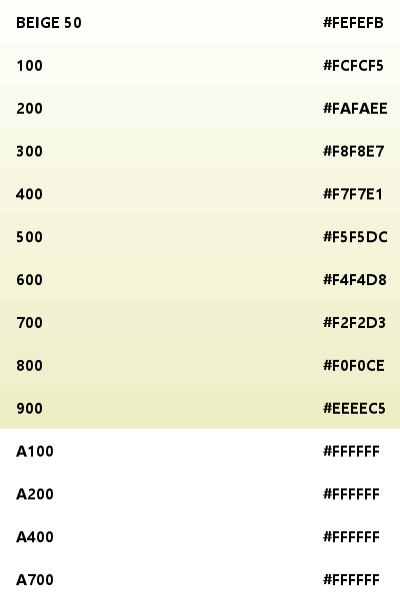 BEIGE 50 #FEFEFB
100 #FCFCF5
200 #FAFAEE
300 #F8F8E7
400 #F7F7E1
500 #F5F5DC
600 #F4F4D8
700 #F2F2D3
800 #F0F0CE
900 #EEEEC5
A100 #FFFFFF
A200 #FFFFFF
A400 #FFFFFF
A700 #FFFFFF